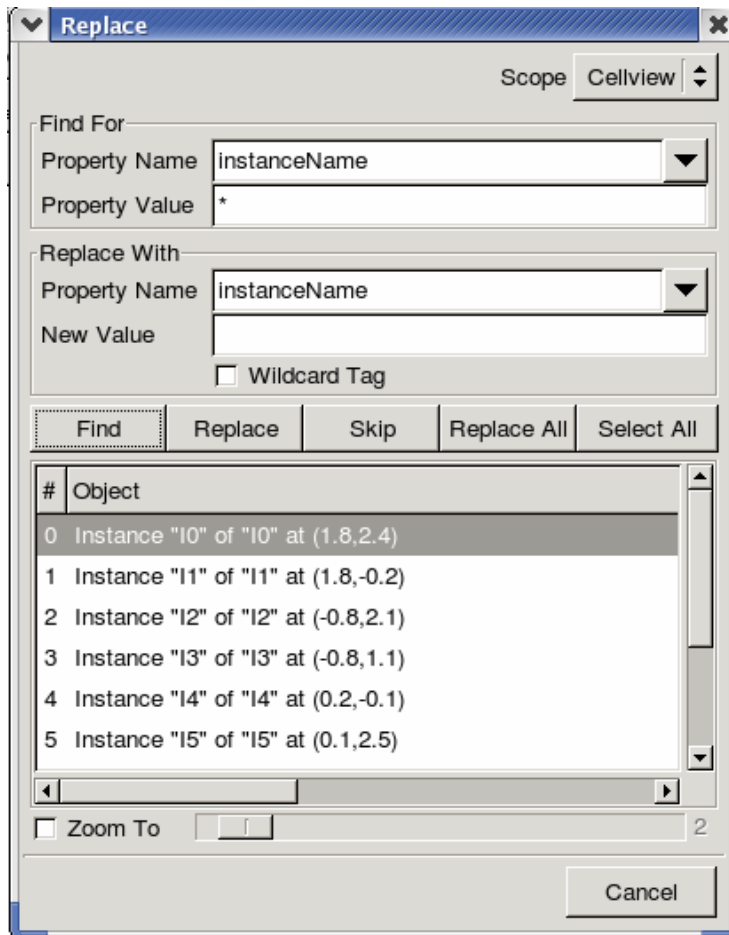 Replace
Scope Cellview
Find For
Property Name instanceName
Property Value *
Replace With
Property Name instanceName
New Value
Wildcard Tag
Find Replace Skip Replace All Select All
# Object
0 Instance "I0" of "I0" at (1.8,2.4)
1 Instance "I1" of "I1" at (1.8,-0.2)
2 Instance "I2" of "I2" at (-0.8,2.1)
3 Instance "I3" of "I3" at (-0.8,1.1)
4 Instance "I4" of "I4" at (0.2,-0.1)
5 Instance "I5" of "I5" at (0.1,2.5)
Zoom To 2
Cancel